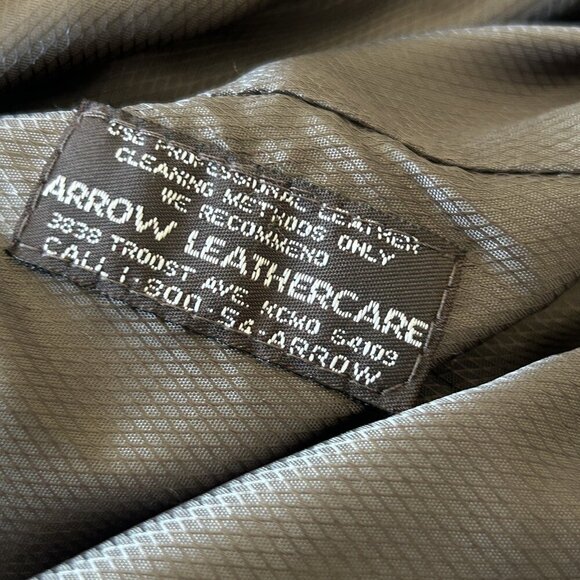 USE PROFESSIONAL LEATHER
CLEANING METHODS ONLY
WE RECOMMEND
ARROW LEATHERCARE
3838 TROOST AVE. KCMO 64109
CALL 1-800-54-ARROW